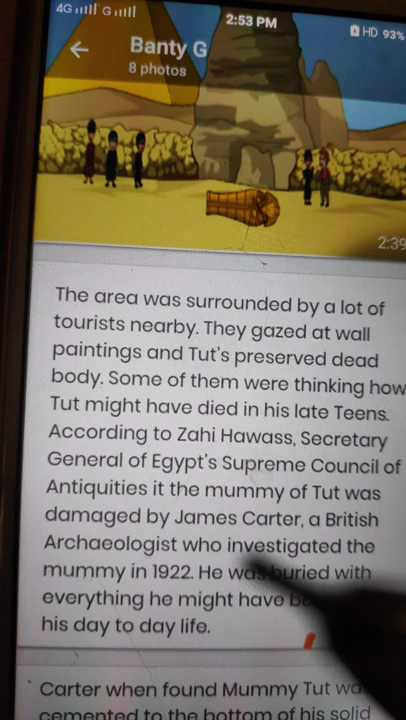 4G G 2:53 PM HD 93%
Banty G
8 photos
2:39
The area was surrounded by a lot of
tourists nearby. They gazed at wall
paintings and Tut's preserved dead
body. Some of them were thinking how
Tut might have died in his late Teens.
According to Zahi Hawass, Secretary
General of Egypt's Supreme Council of
Antiquities it the mummy of Tut was
damaged by James Carter, a British
Archaeologist who investigated the
mummy in 1922. He was buried with
everything he might have
his day to day life.
Carter when found Mummy Tut
cemented to the bottom of his solid